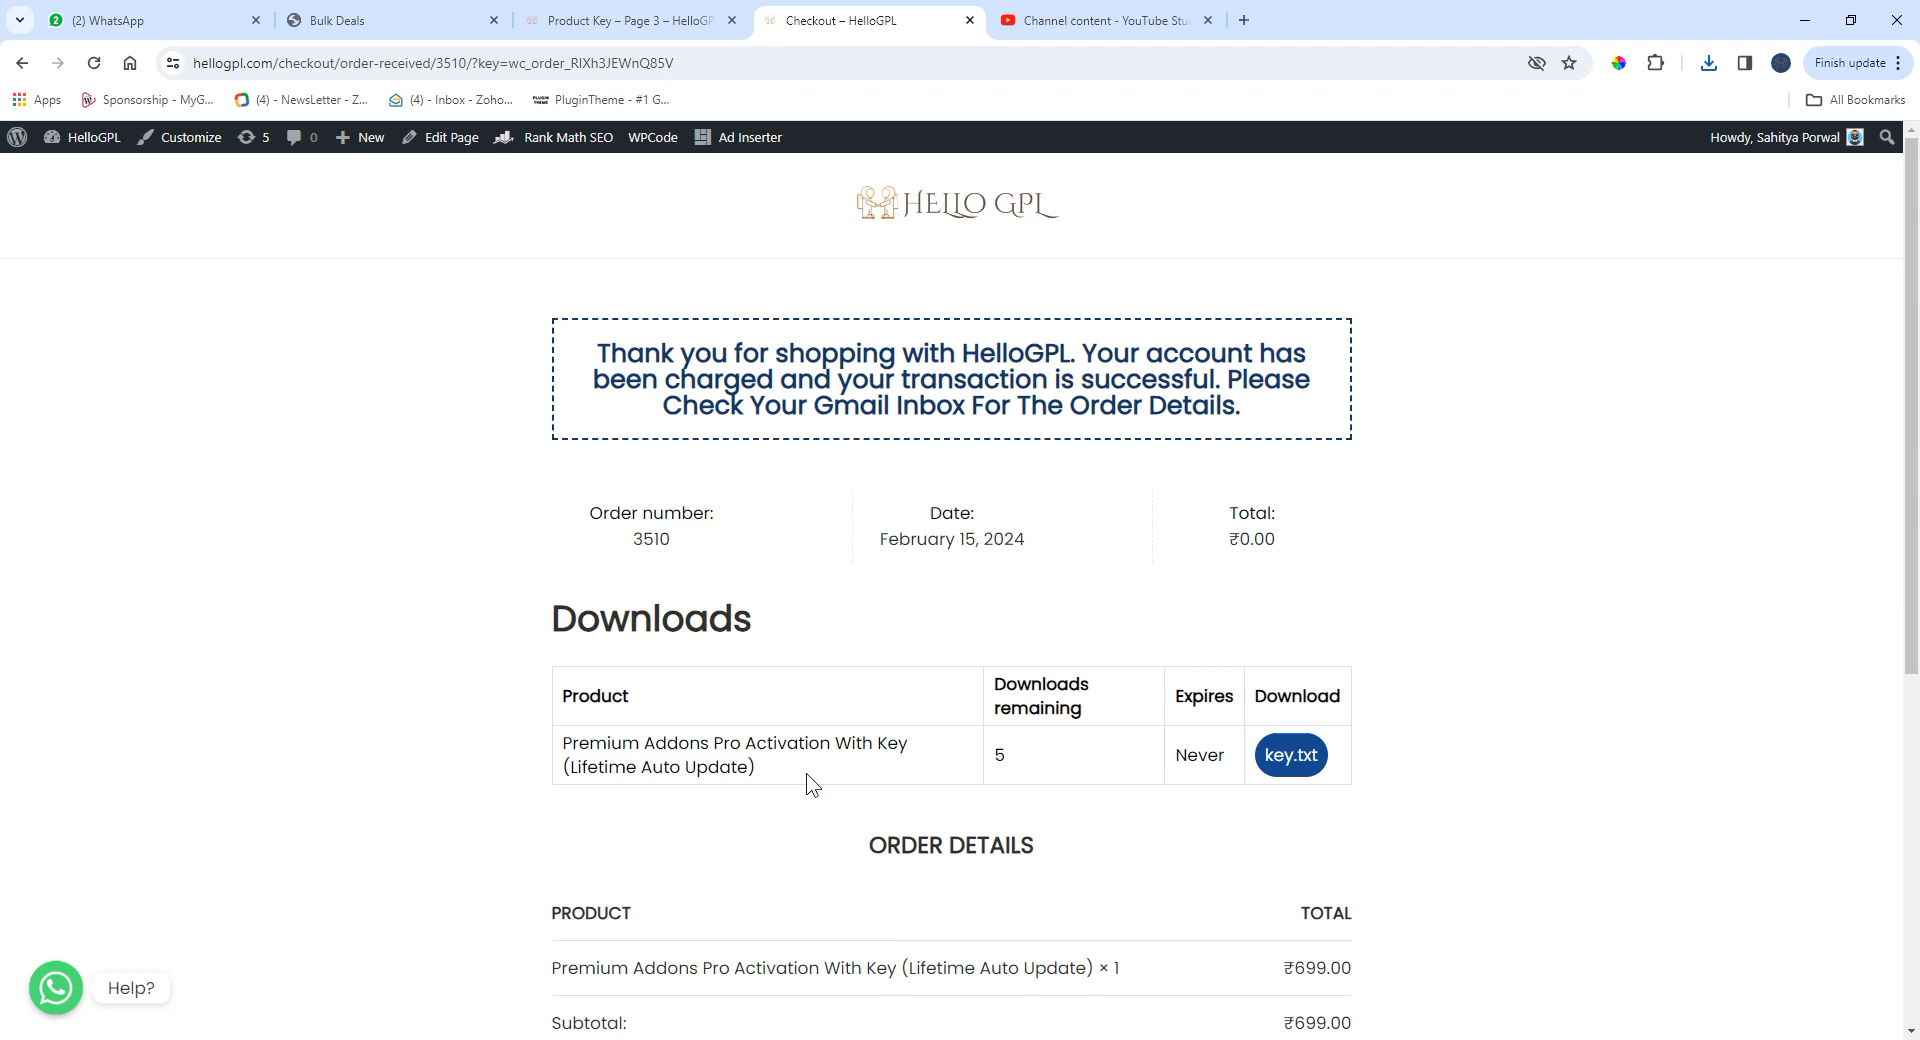 (2) WhatsApp
Bulk Deals
Product Key – Page 3 – HelloGP
Checkout – HelloGPL
Channel content - YouTube Stu
hellogpl.com/checkout/order-received/3510/?key=wc_order_RIXh3JEWnQ85V
Finish update
Apps
Sponsorship - MyG...
(4) - NewsLetter - Z...
(4) - Inbox - Zoho...
PLUGIN THEME
PluginTheme - #1 G...
All Bookmarks
HelloGPL
Customize
5
0
New
Edit Page
Rank Math SEO
WPCode
Ad Inserter
Howdy, Sahitya Porwal
HELLO GPL
Thank you for shopping with HelloGPL. Your account has
been charged and your transaction is successful. Please
Check Your Gmail Inbox For The Order Details.
Order number:
3510
Date:
February 15, 2024
Total:
₹0.00
Downloads
Product
Downloads
remaining
Expires
Download
Premium Addons Pro Activation With Key
(Lifetime Auto Update)
5
Never
key.txt
ORDER DETAILS
PRODUCT
TOTAL
Premium Addons Pro Activation With Key (Lifetime Auto Update) × 1
₹699.00
Subtotal:
₹699.00
Help?